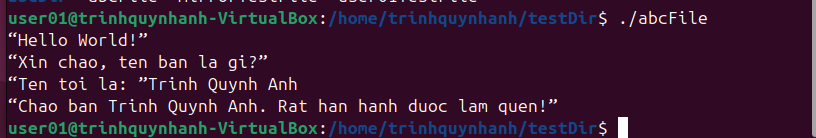 user01@trinhquynhanh-VirtualBox:/home/trinhquynhanh/testDir$ ./abcFile
“Hello World!”
“Xin chao, ten ban la gi?”
“Ten toi la: ”Trinh Quynh Anh
“Chao ban Trinh Quynh Anh. Rat han hanh duoc lam quen!”
user01@trinhquynhanh-VirtualBox:/home/trinhquynhanh/testDir$